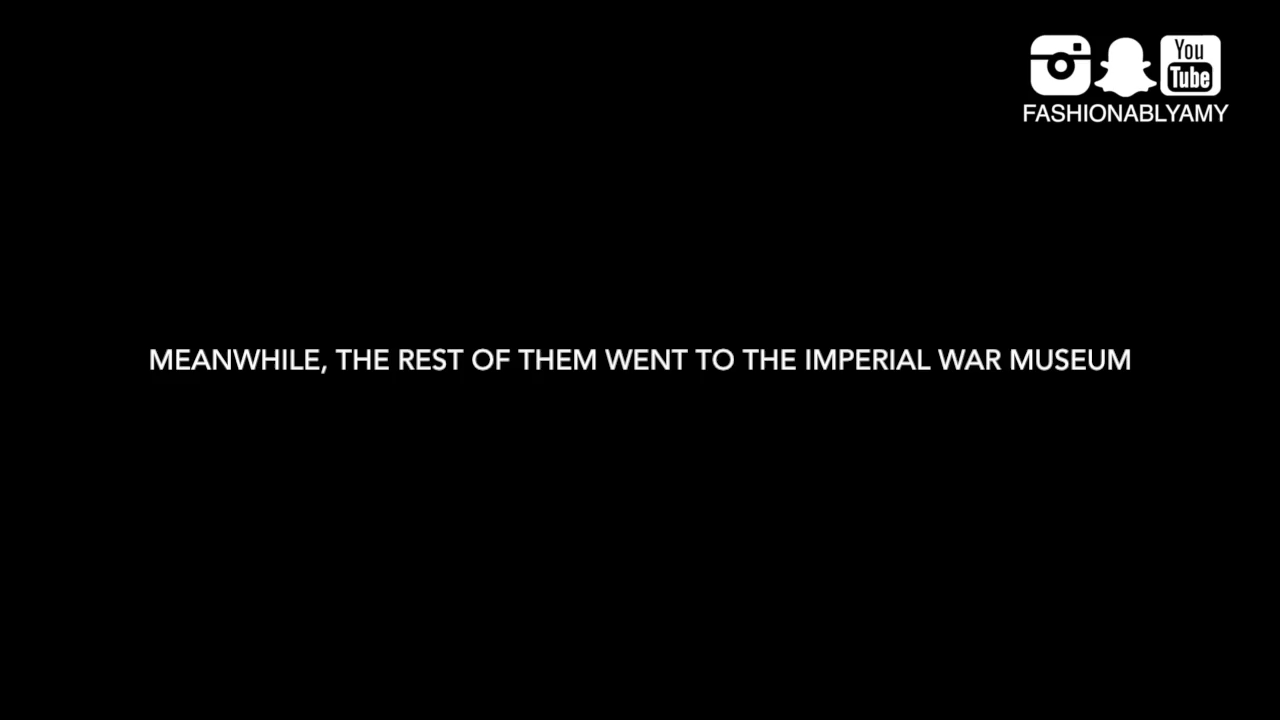 You
Tube
FASHIONABLYAMY
MEANWHILE, THE REST OF THEM WENT TO THE IMPERIAL WAR MUSEUM